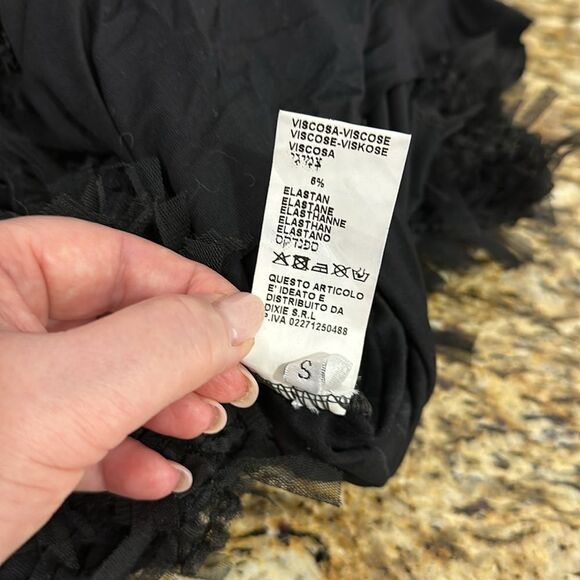 VISCOSA-VISCOSE
VISCOSE-VISKOSE
VISCOSA
6%
ELASTAN
ELASTANE
ELASTHANNE
ELASTHAN
ELASTANO
ספנדקס
QUESTO ARTICOLO
E' IDEATO E
DISTRIBUITO DA
DIXIE S.R.L
P.IVA 02271250488
S